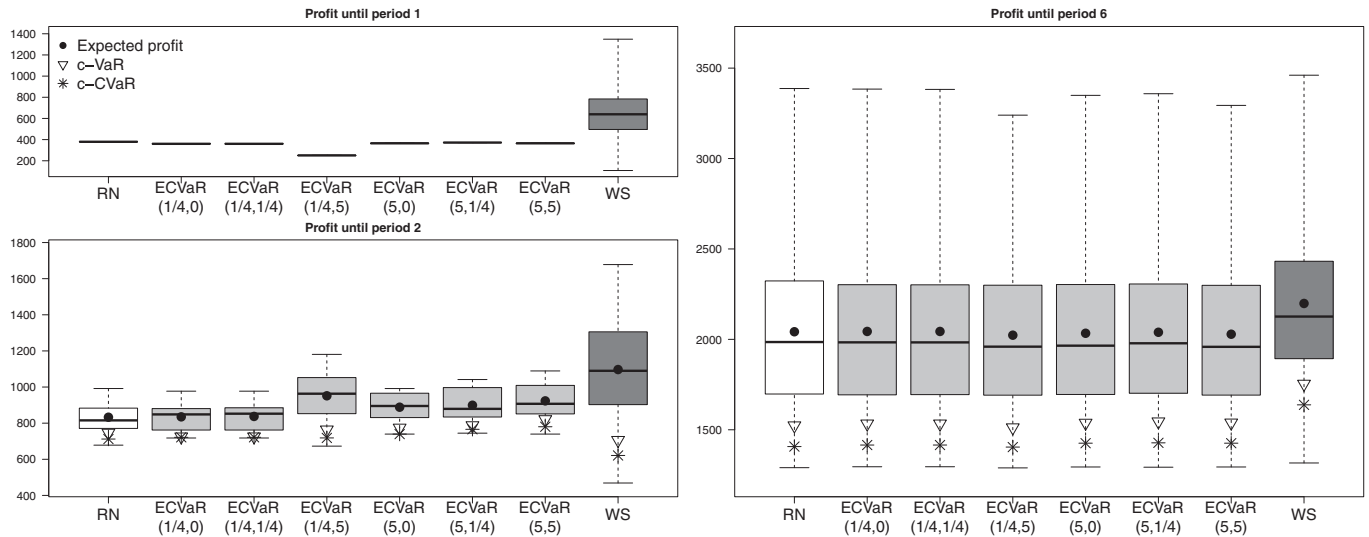 Profit until period 1
1400
1200
1000
800
600
400
200
Expected profit
c−VaR
c−CVaR
RN ECVaR ECVaR ECVaR ECVaR ECVaR ECVaR WS
(1/4,0) (1/4,1/4) (1/4,5) (5,0) (5,1/4) (5,5)
Profit until period 2
1800
1600
1400
1200
1000
800
600
400
RN ECVaR ECVaR ECVaR ECVaR ECVaR ECVaR WS
(1/4,0) (1/4,1/4) (1/4,5) (5,0) (5,1/4) (5,5)
Profit until period 6
3500
3000
2500
2000
1500
RN ECVaR ECVaR ECVaR ECVaR ECVaR ECVaR WS
(1/4,0) (1/4,1/4) (1/4,5) (5,0) (5,1/4) (5,5)